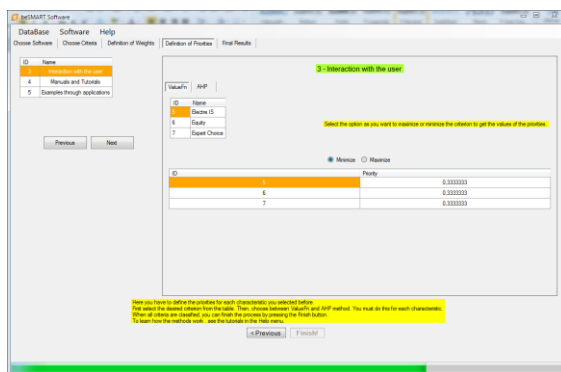 beSMART Software
DataBase Software Help
Choose Software Choose Criteria Definition of Weights Definition of Priorities Final Results
ID Name
3 Interaction with the user
4 Manuals and Tutorials
5 Examples through applications
Previous Next
3 - Interaction with the user
ValueFn AHP
ID Name
5 Electre IS
6 Equity
7 Expert Choice
Select the option as you want to maximize or minimize the criterion to get the values of the priorities.
Minimize Maximize
ID Priority
5 0.3333333
6 0.3333333
7 0.3333333
Here you have to define the priorities for each characteristic you selected before.
First select the desired criterion from the table. Then, choose between ValueFn and AHP method. You must do this for each characteristic.
When all criteria are classified, you can finish the process by pressing the Finish button.
To learn how the methods work , see the tutorials in the Help menu.
< Previous Finish!